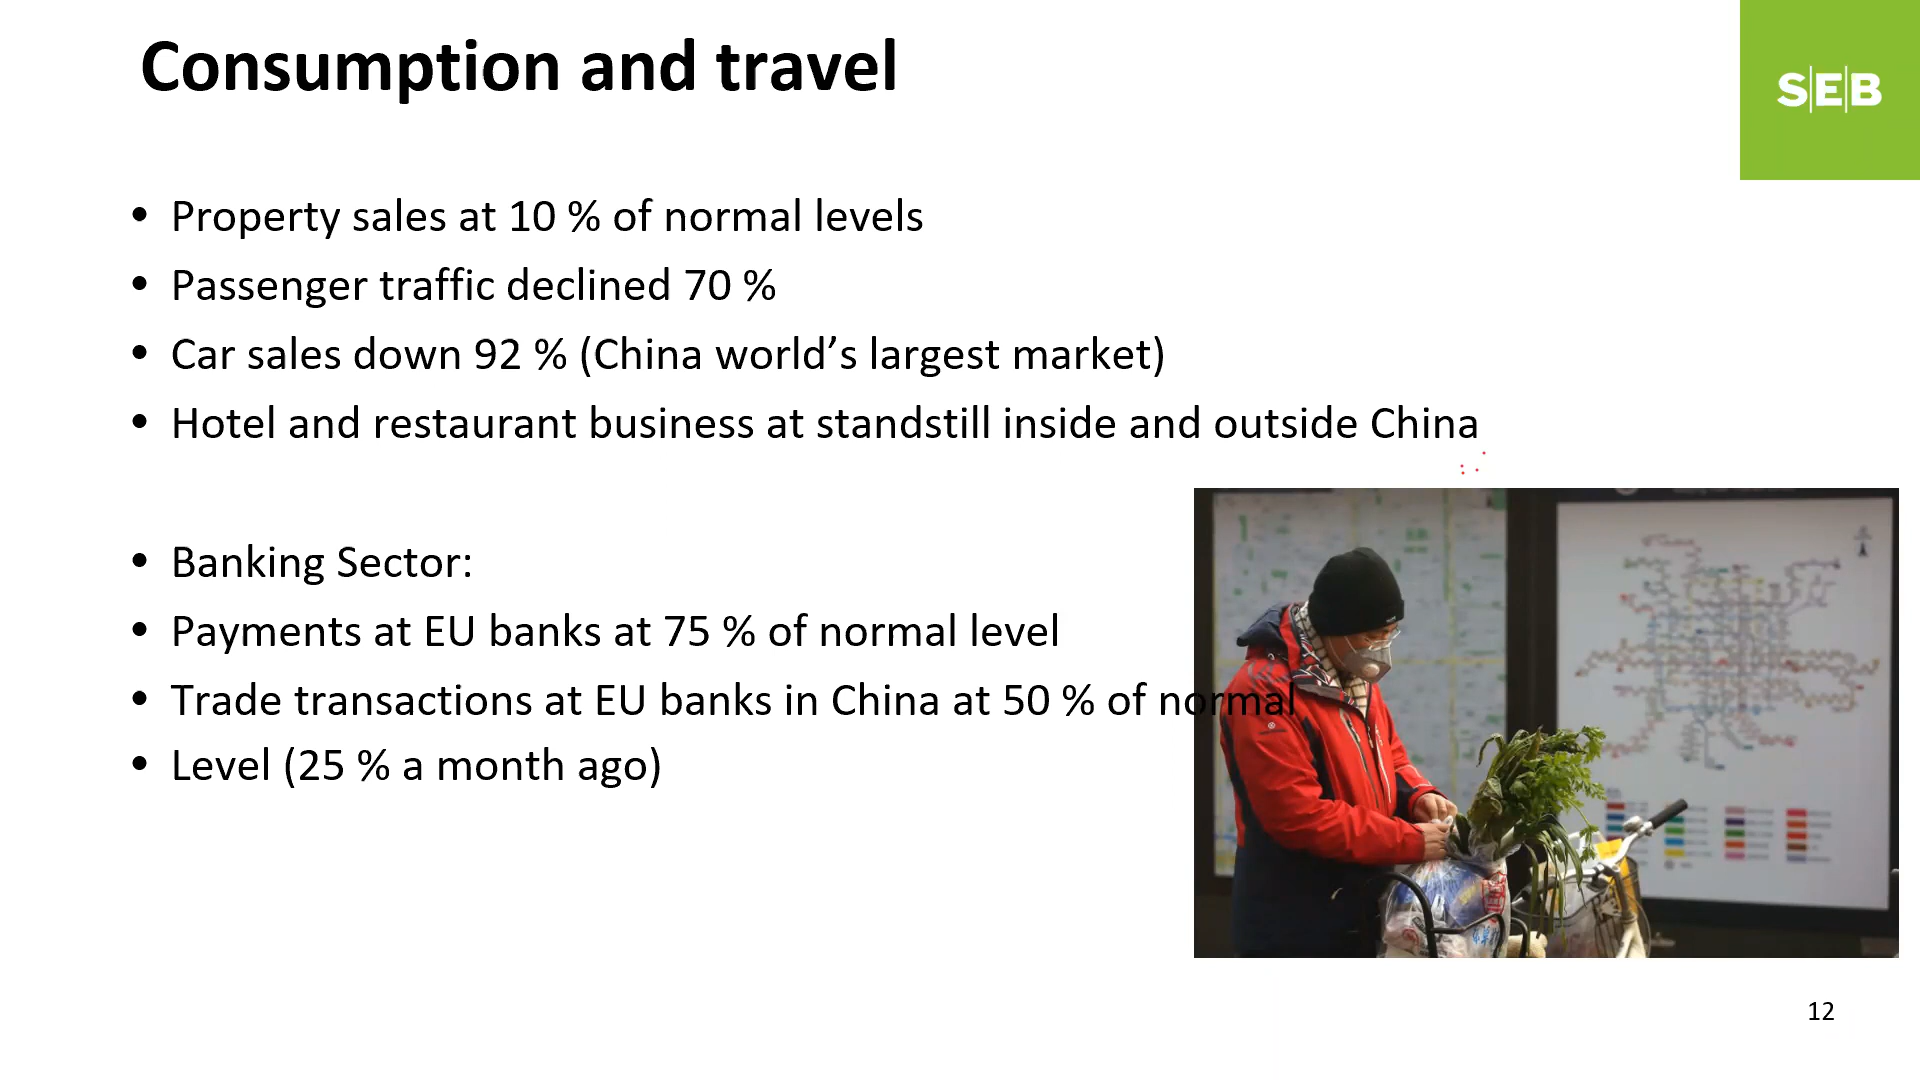 Consumption and travel
S|E|B
• Property sales at 10 % of normal levels
• Passenger traffic declined 70 %
• Car sales down 92 % (China world’s largest market)
• Hotel and restaurant business at standstill inside and outside China
• Banking Sector:
• Payments at EU banks at 75 % of normal level
• Trade transactions at EU banks in China at 50 % of normal
• Level (25 % a month ago)
12